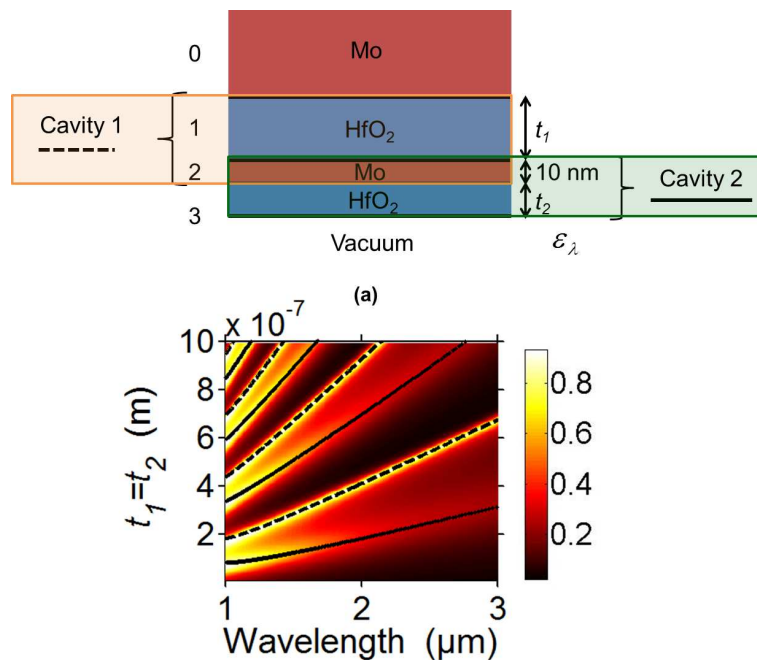 0
Mo
Cavity 1
1
HfO₂
t₁
2
Mo
10 nm
Cavity 2
3
HfO₂
t₂
Vacuum
ε_λ
(a)
x 10⁻⁷
10
8
6
4
2
t₁=t₂ (m)
1
2
3
Wavelength (μm)
0.8
0.6
0.4
0.2